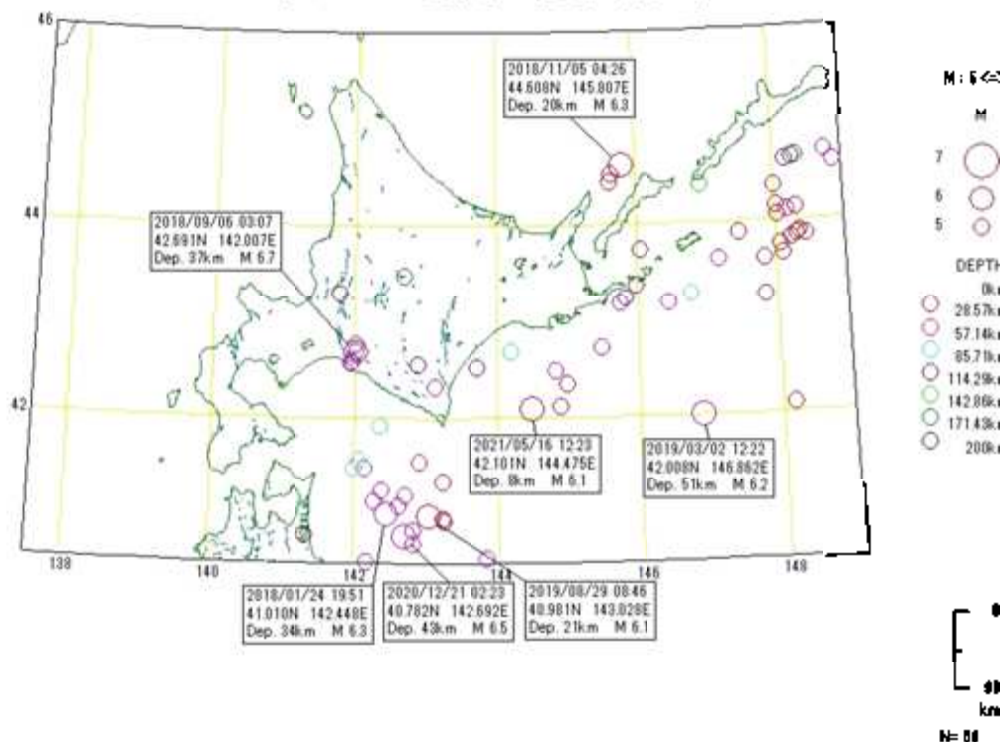 46
2018/11/05 04:26
44.608N 145.807E
Dep. 20km M 6.3
M
7
6
5
44
2018/09/06 03:07
42.691N 142.007E
Dep. 37km M 6.7
DEPTH
0km
28.57km
57.14km
85.71km
114.29km
142.86km
171.43km
200km
42
2021/05/16 12:23
42.101N 144.475E
Dep. 8km M 6.1
2019/03/02 12:22
42.008N 146.862E
Dep. 51km M 6.2
138
140
142
144
146
148
2018/01/24 19:51
41.010N 142.448E
Dep. 34km M 6.3
2020/12/21 02:23
40.782N 142.692E
Dep. 43km M 6.5
2019/08/29 08:46
40.981N 143.028E
Dep. 21km M 6.1
km